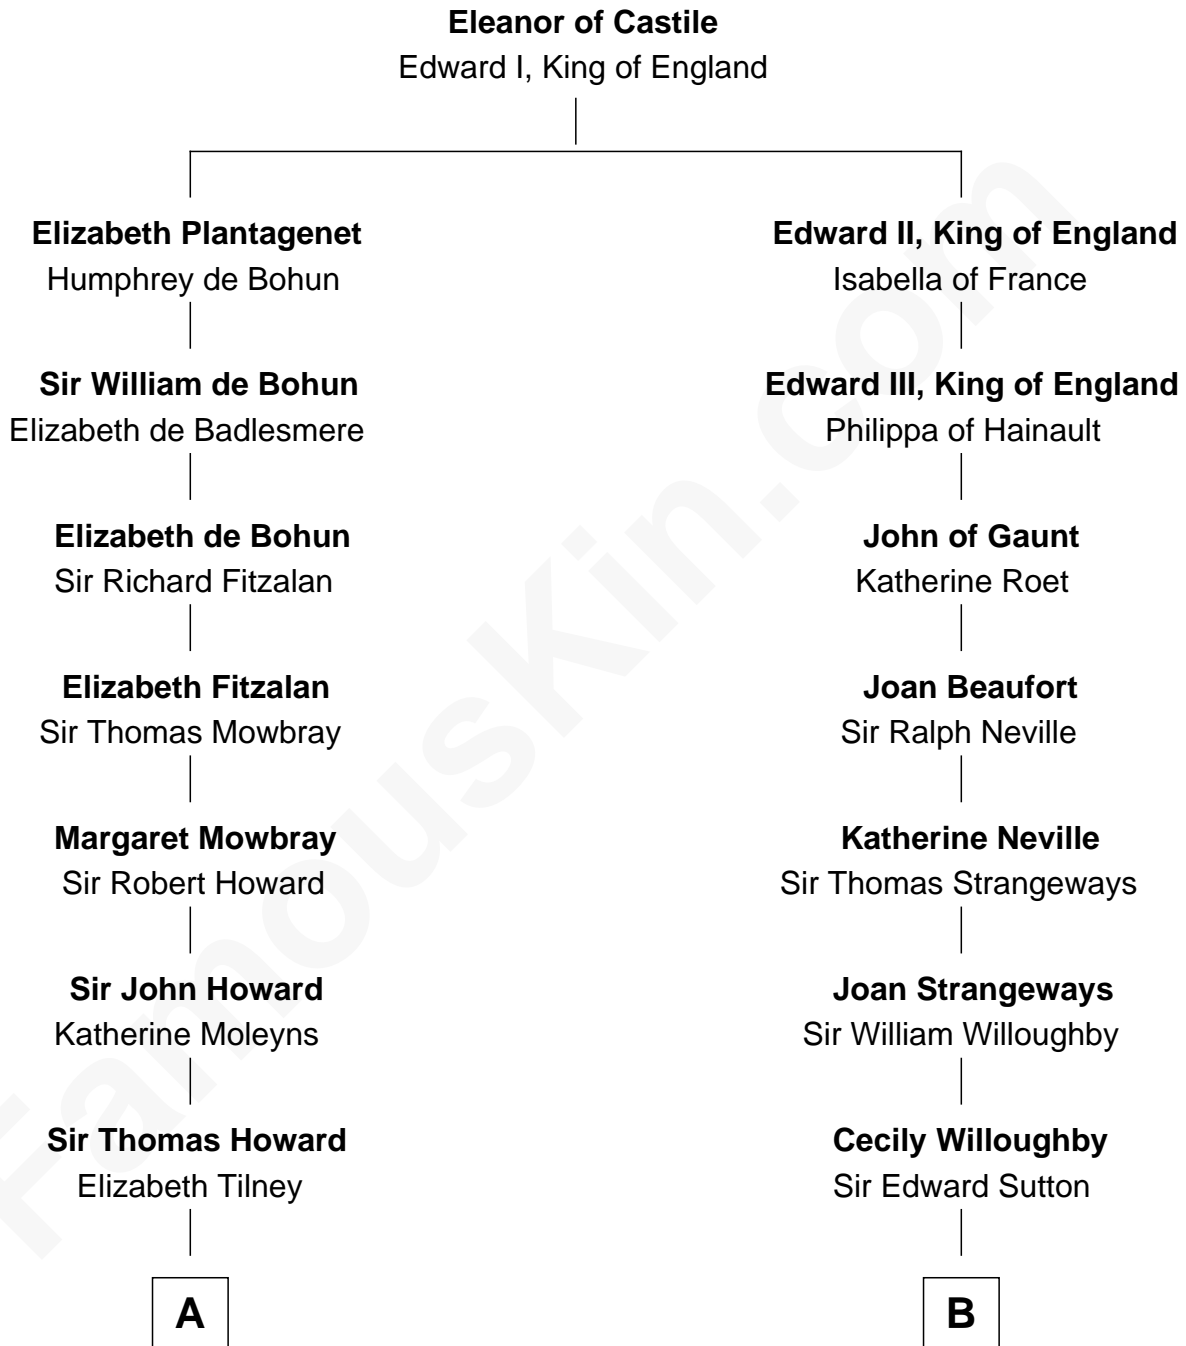 Eleanor of Castile
Edward I, King of England
Elizabeth Plantagenet
Humphrey de Bohun
Edward II, King of England
Isabella of France
Sir William de Bohun
Elizabeth de Badlesmere
Edward III, King of England
Philippa of Hainault
Elizabeth de Bohun
Sir Richard Fitzalan
John of Gaunt
Katherine Roet
Elizabeth Fitzalan
Sir Thomas Mowbray
Joan Beaufort
Sir Ralph Neville
Margaret Mowbray
Sir Robert Howard
Katherine Neville
Sir Thomas Strangeways
Sir John Howard
Katherine Moleyns
Joan Strangeways
Sir William Willoughby
Sir Thomas Howard
Elizabeth Tilney
Cecily Willoughby
Sir Edward Sutton
A
B
FamousKin.com